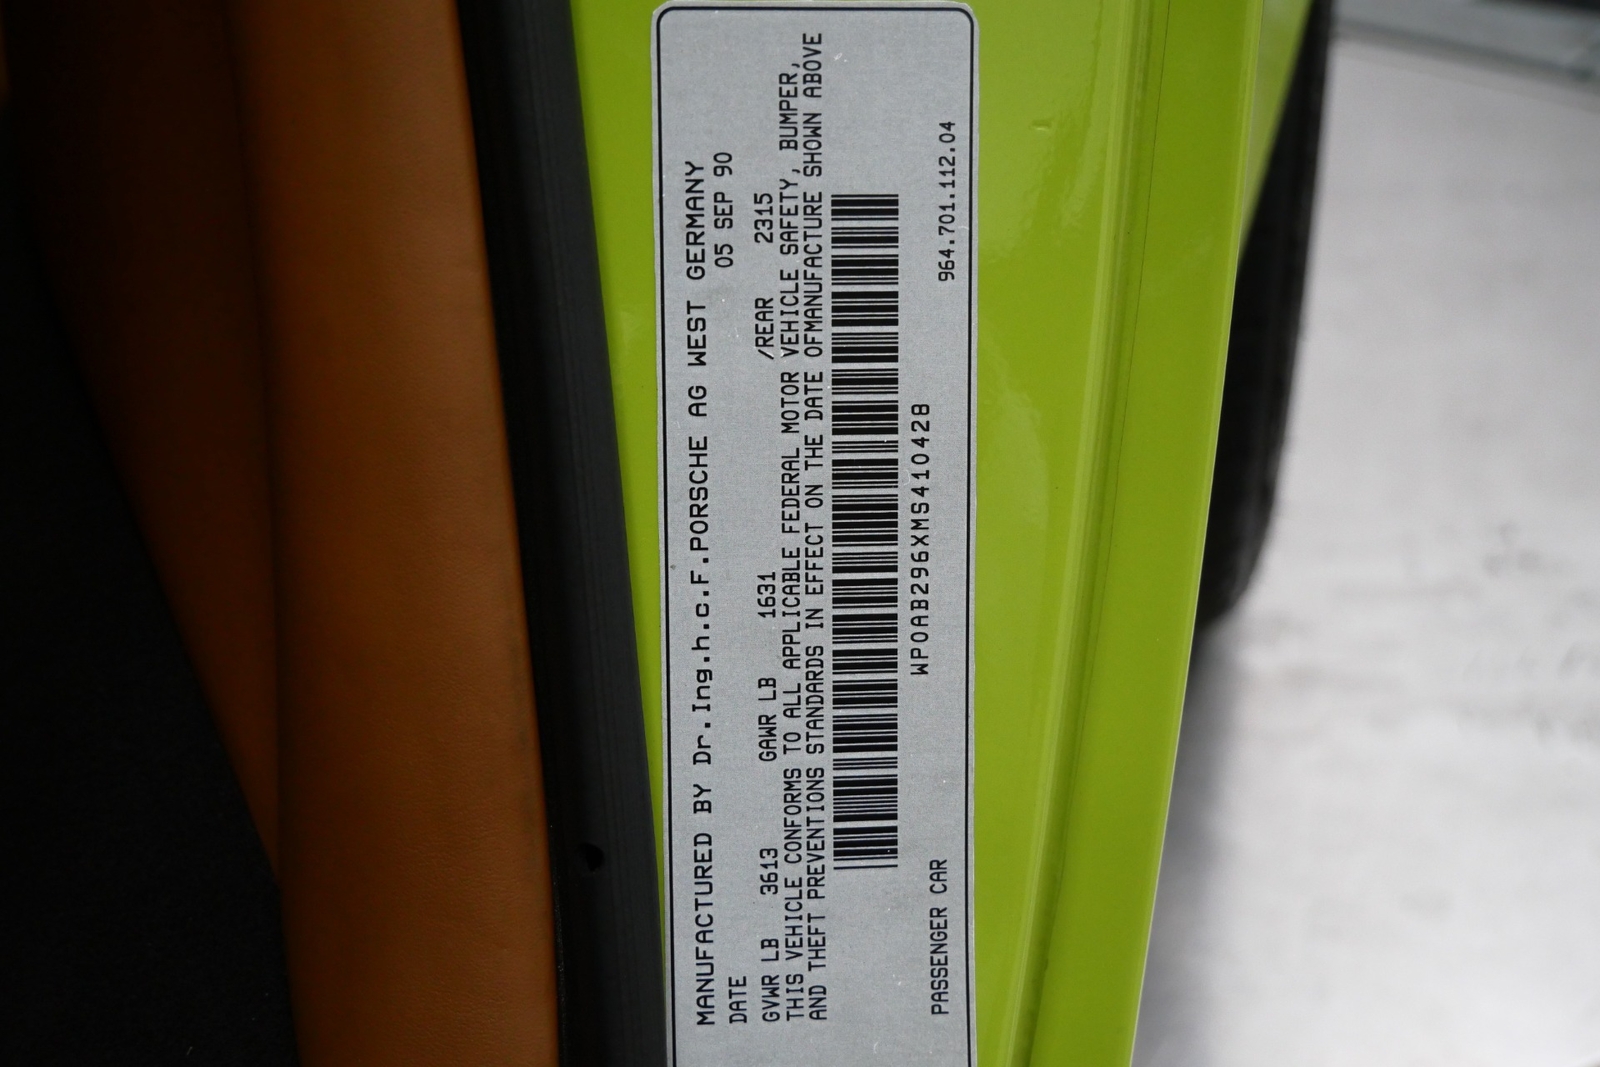 MANUFACTURED BY Dr.Ing.h.c.F.PORSCHE AG WEST GERMANY
DATE 05 SEP 90
GVWR LB 3613 GAWR LB 1631 /REAR 2315
THIS VEHICLE CONFORMS TO ALL APPLICABLE FEDERAL MOTOR VEHICLE SAFETY, BUMPER,
AND THEFT PREVENTIONS STANDARDS IN EFFECT ON THE DATE OFMANUFACTURE SHOWN ABOVE
WP0AB296XMS410428
PASSENGER CAR 964.701.112.04